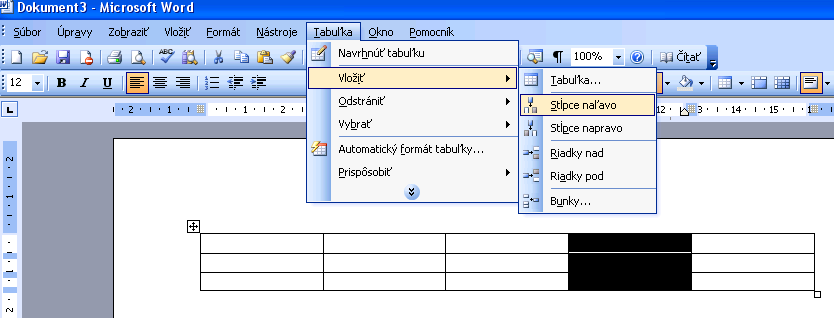 Dokument3 - Microsoft Word
Súbor Úpravy Zobraziť Vložiť Formát Nástroje Tabuľka Okno Pomocník
Navrhnúť tabuľku
100% Čítať
12 B I U
Vložiť
Tabuľka...
Odstrániť
Stĺpce naľavo
Vybrať
Stĺpce napravo
Automatický formát tabuľky...
Riadky nad
Prispôsobiť
Riadky pod
Bunky...